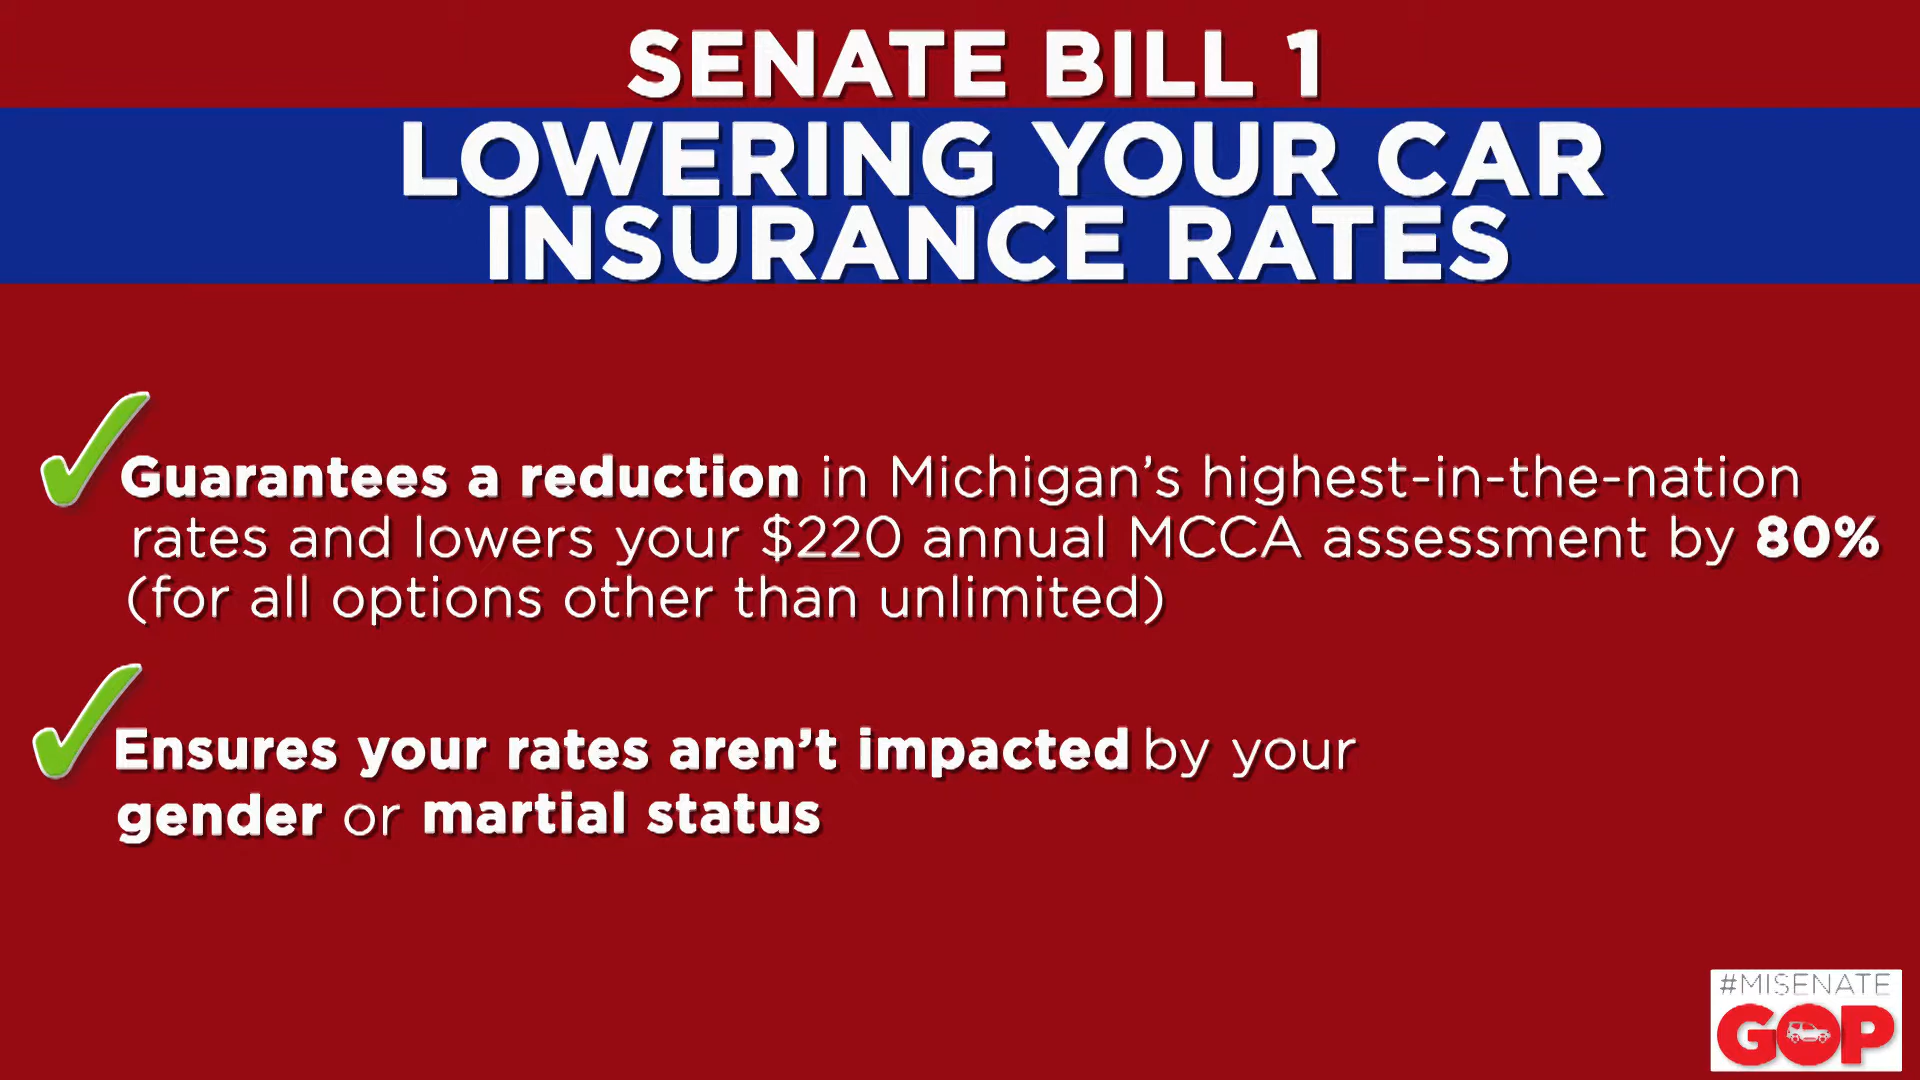 SENATE BILL 1
LOWERING YOUR CAR
INSURANCE RATES
Guarantees a reduction in Michigan’s highest-in-the-nation
rates and lowers your $220 annual MCCA assessment by 80%
(for all options other than unlimited)
Ensures your rates aren’t impacted by your
gender or martial status
#MISENATE
GOP